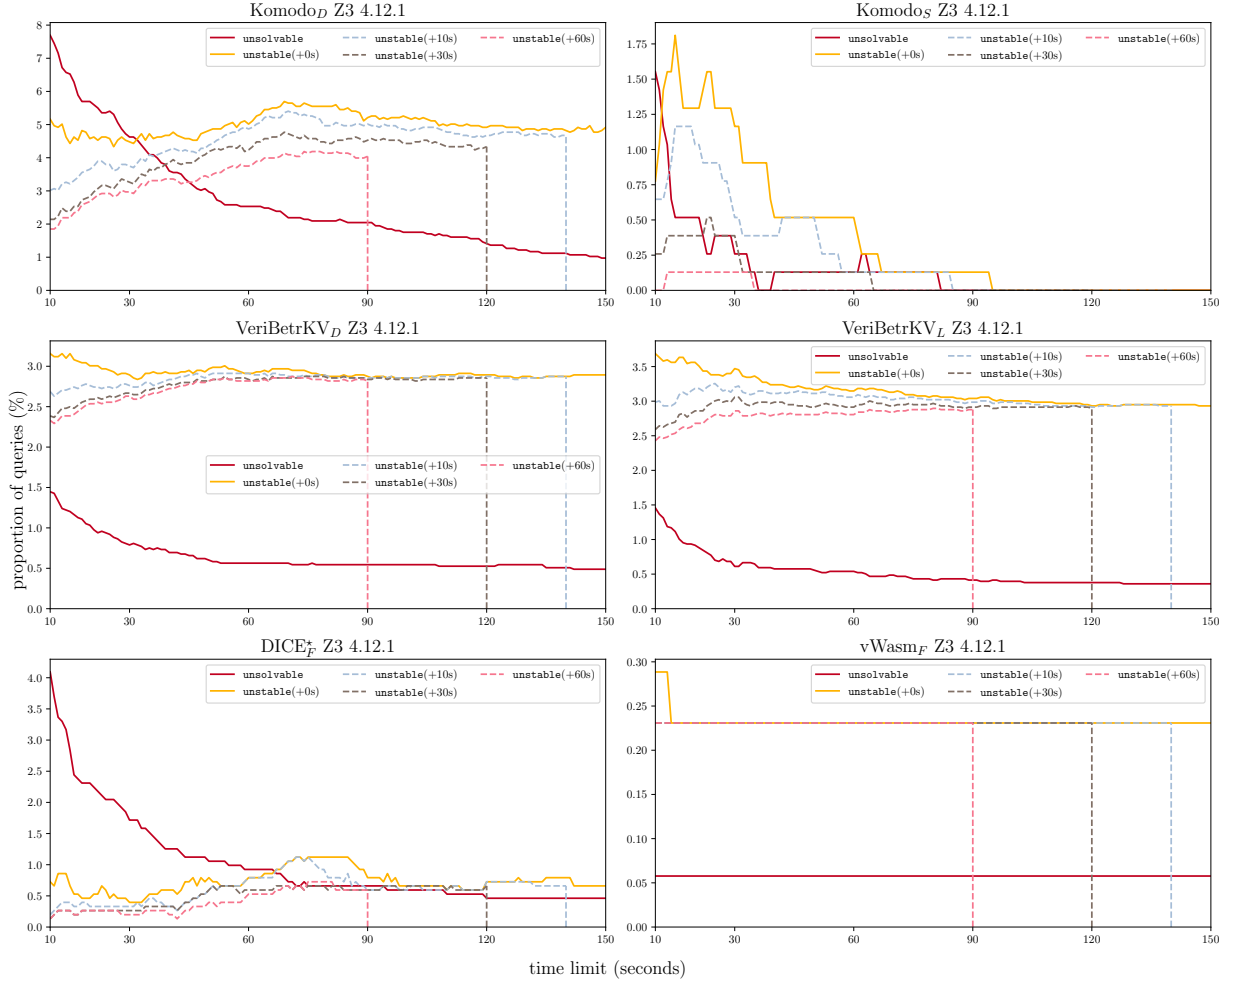 Komodo_D Z3 4.12.1
8
7
6
5
4
3
2
1
0
unsolvable
unstable(+0s)
unstable(+10s)
unstable(+30s)
unstable(+60s)
10 30 60 90 120 150
Komodo_S Z3 4.12.1
1.75
1.50
1.25
1.00
0.75
0.50
0.25
0.00
unsolvable
unstable(+0s)
unstable(+10s)
unstable(+30s)
unstable(+60s)
10 30 60 90 120 150
proportion of queries (%)
VeriBetrKV_D Z3 4.12.1
3.0
2.5
2.0
1.5
1.0
0.5
0.0
unsolvable
unstable(+0s)
unstable(+10s)
unstable(+30s)
unstable(+60s)
10 30 60 90 120 150
VeriBetrKV_L Z3 4.12.1
3.5
3.0
2.5
2.0
1.5
1.0
0.5
0.0
unsolvable
unstable(+0s)
unstable(+10s)
unstable(+30s)
unstable(+60s)
10 30 60 90 120 150
DICE*_F Z3 4.12.1
4.0
3.5
3.0
2.5
2.0
1.5
1.0
0.5
0.0
unsolvable
unstable(+0s)
unstable(+10s)
unstable(+30s)
unstable(+60s)
10 30 60 90 120 150
vWasm_F Z3 4.12.1
0.30
0.25
0.20
0.15
0.10
0.05
0.00
unsolvable
unstable(+0s)
unstable(+10s)
unstable(+30s)
unstable(+60s)
10 30 60 90 120 150
time limit (seconds)